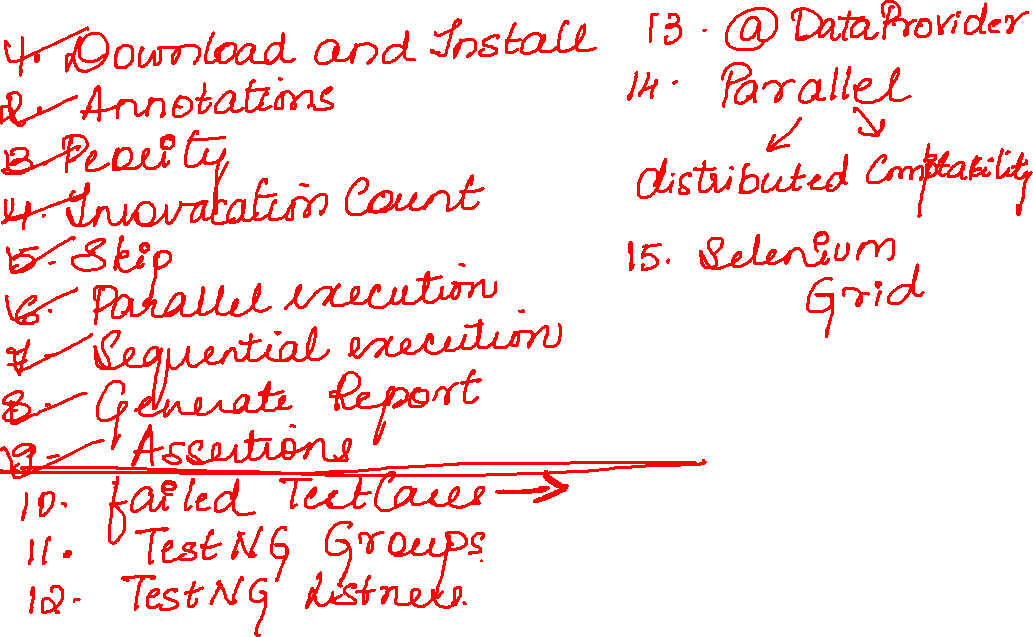 1. Download and Install
2. Annotations
3 Peority
4. Inuovacation Count
5. Skip
6. Parallel execution
7. Sequential execution
8. Generate Report
9. Assertions
10. failed TestCases →
11. TestNG Groups
12. TestNG Listners.
13. @ DataProvider
14. Parallel
distributed Comptability
15. Selenium
Grid